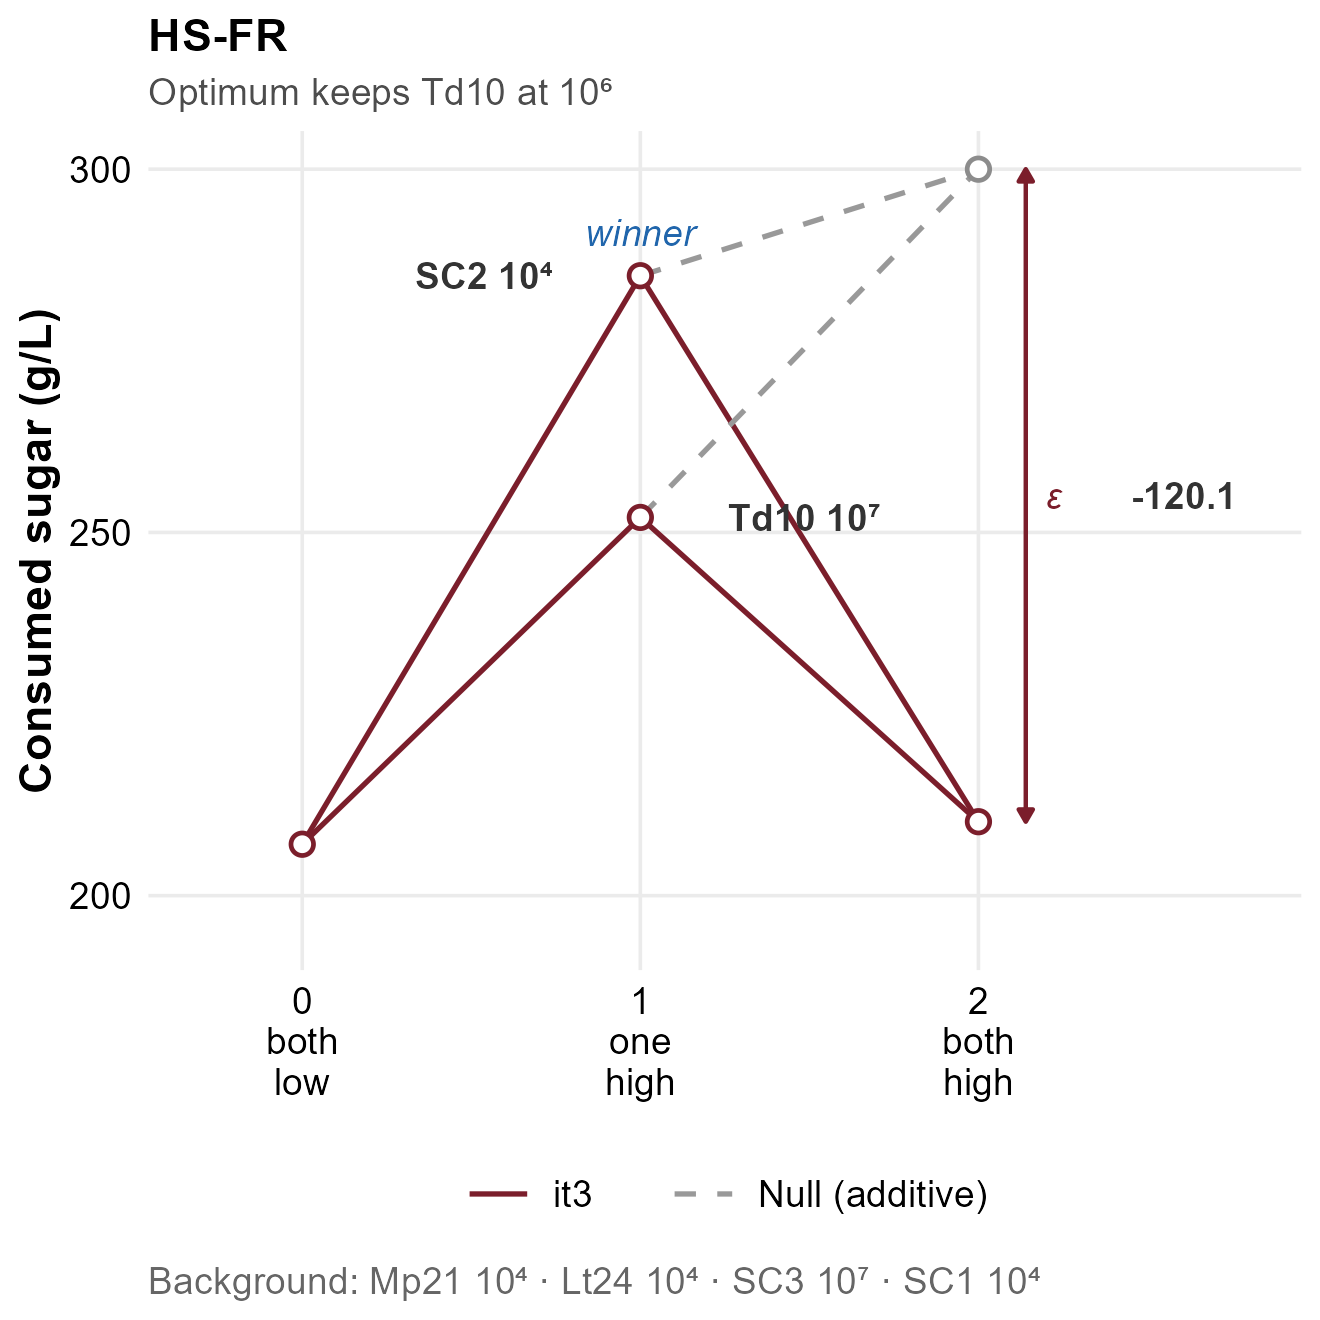 HS-FR
Optimum keeps Td10 at 10⁶
Consumed sugar (g/L)
300
250
200
winner
SC2 10⁴
Td10 10⁷
ε -120.1
0
both
low
1
one
high
2
both
high
it3
Null (additive)
Background: Mp21 10⁴ · Lt24 10⁴ · SC3 10⁷ · SC1 10⁴